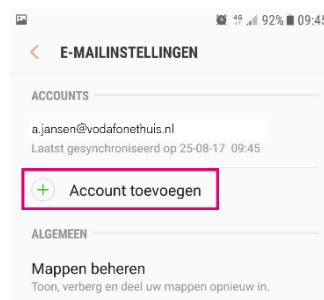 4G 92% 09:45
E-MAILINSTELLINGEN
ACCOUNTS
a.jansen@vodafonethuis.nl
Laatst gesynchroniseerd op 25-08-17 09:45
Account toevoegen
ALGEMEEN
Mappen beheren
Toon, verberg en deel uw mappen opnieuw in.